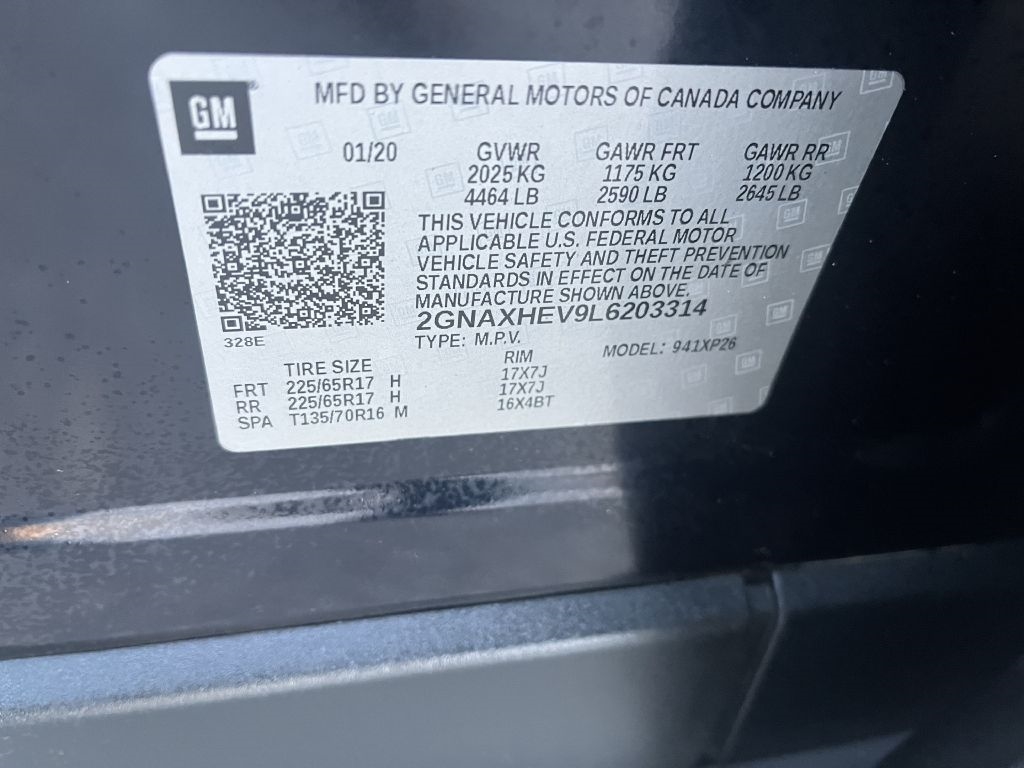 GM
MFD BY GENERAL MOTORS OF CANADA COMPANY
01/20
GVWR GAWR FRT GAWR RR
2025 KG 1175 KG 1200 KG
4464 LB 2590 LB 2645 LB
THIS VEHICLE CONFORMS TO ALL
APPLICABLE U.S. FEDERAL MOTOR
VEHICLE SAFETY AND THEFT PREVENTION
STANDARDS IN EFFECT ON THE DATE OF
MANUFACTURE SHOWN ABOVE.
2GNAXHEV9L6203314
328E
TYPE: M.P.V. MODEL: 941XP26
TIRE SIZE RIM
FRT 225/65R17 H 17X7J
RR 225/65R17 H 17X7J
SPA T135/70R16 M 16X4BT